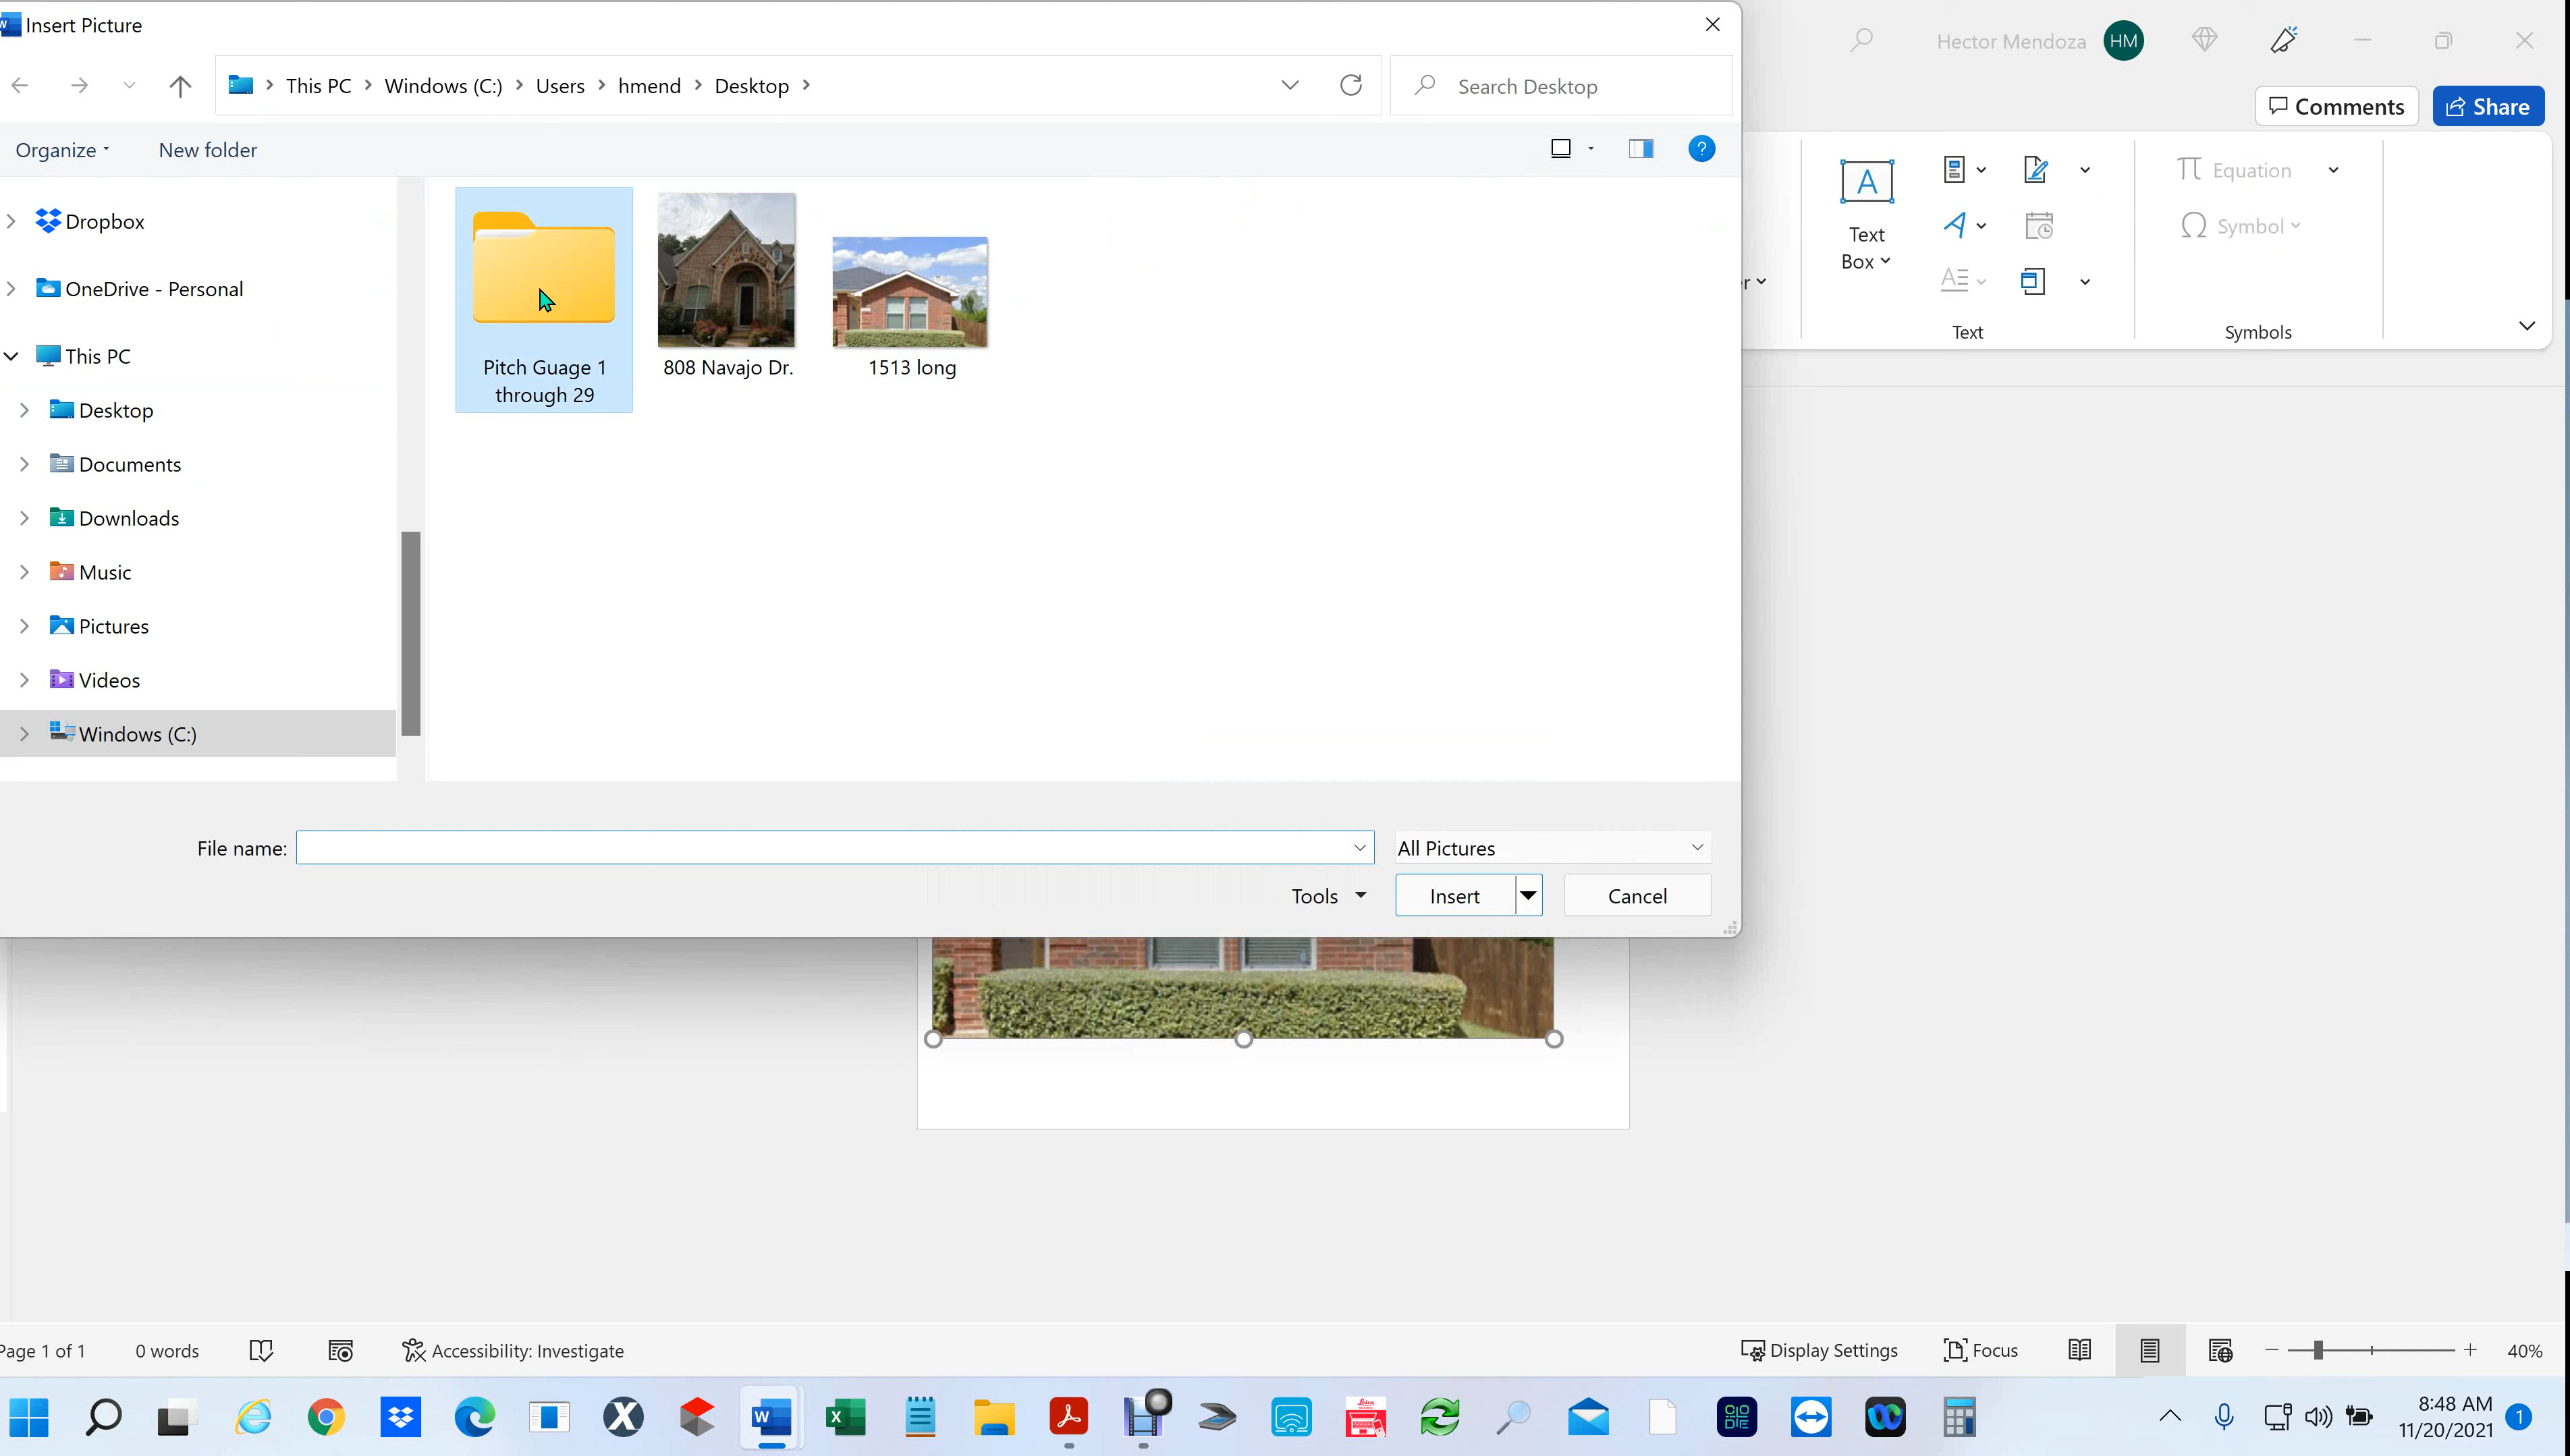 Insert Picture
Hector Mendoza HM
This PC Windows (C:) Users hmend Desktop
Search Desktop
Comments
Share
Organize
New folder
?
Dropbox
OneDrive - Personal
This PC
Desktop
Documents
Downloads
Music
Pictures
Videos
Windows (C:)
Pitch Guage 1
through 29
808 Navajo Dr.
1513 long
A
Text
Box
r
Equation
Symbol
Text
Symbols
File name:
All Pictures
Tools
Insert
Cancel
Page 1 of 1
0 words
Accessibility: Investigate
Display Settings
Focus
40%
8:48 AM
11/20/2021
1